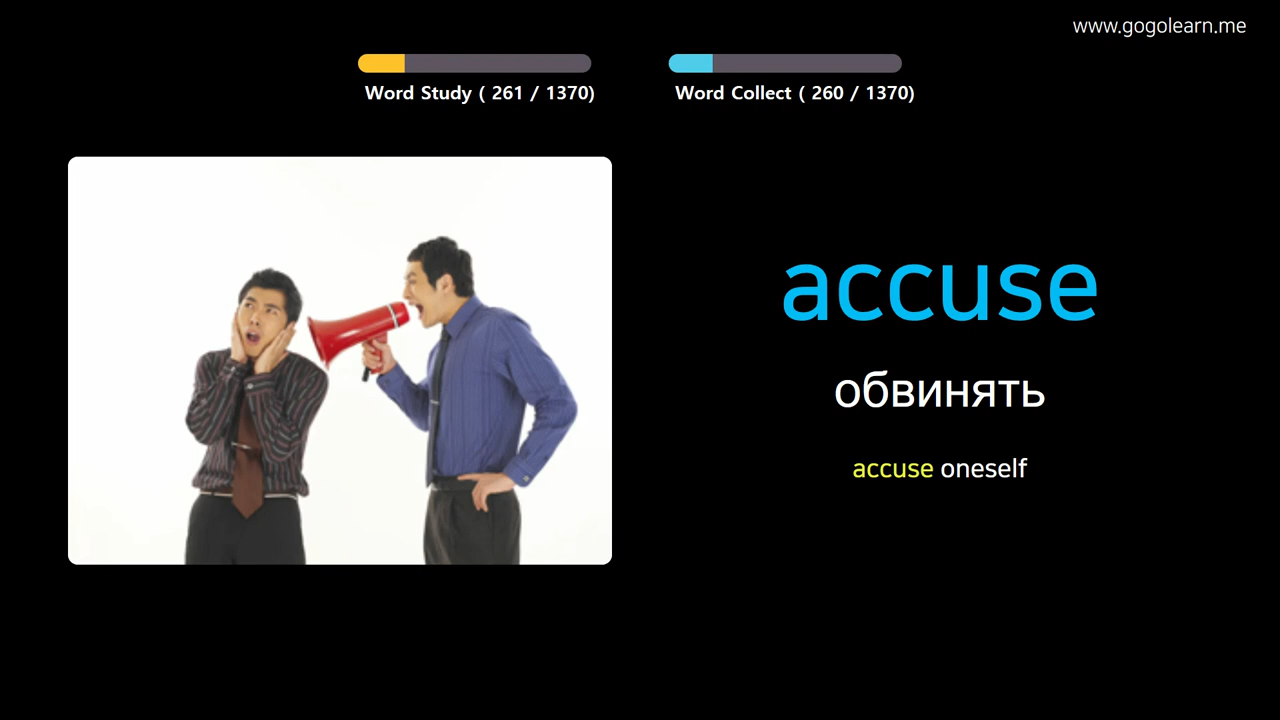 www.gogolearn.me
Word Study ( 261 / 1370)
Word Collect ( 260 / 1370)
accuse
обвинять
accuse oneself